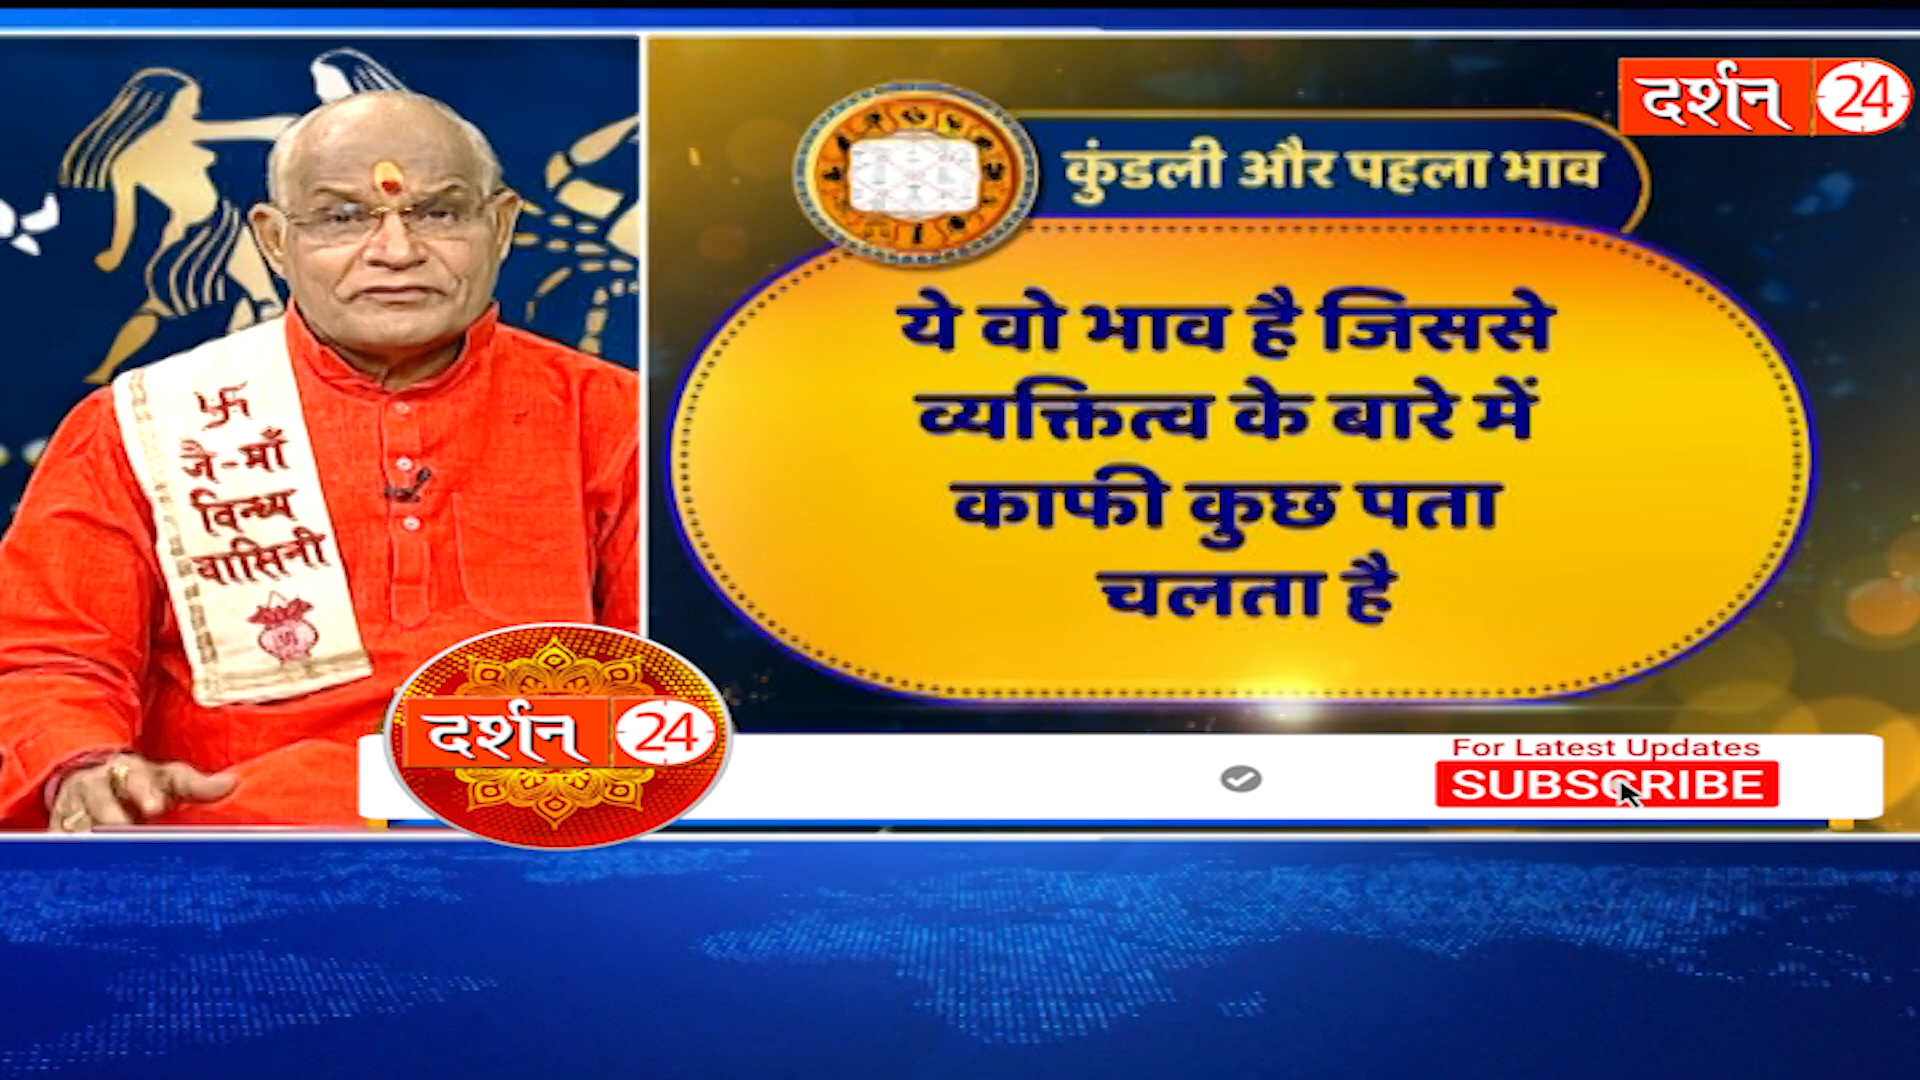 दर्शन 24
कुंडली और पहला भाव
ये वो भाव है जिससे
व्यक्तित्व के बारे में
काफी कुछ पता
चलता है
जै-माँ
विन्ध्य
वासिनी
दर्शन 24
For Latest Updates
SUBSCRIBE